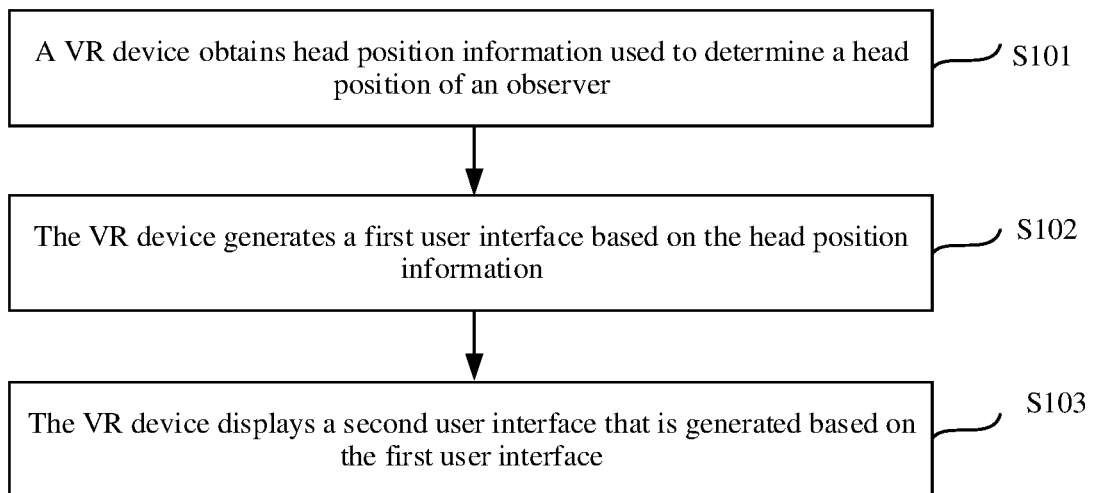 A VR device obtains head position information used to determine a head
position of an observer
S101
The VR device generates a first user interface based on the head position
information
S102
The VR device displays a second user interface that is generated based on
the first user interface
S103